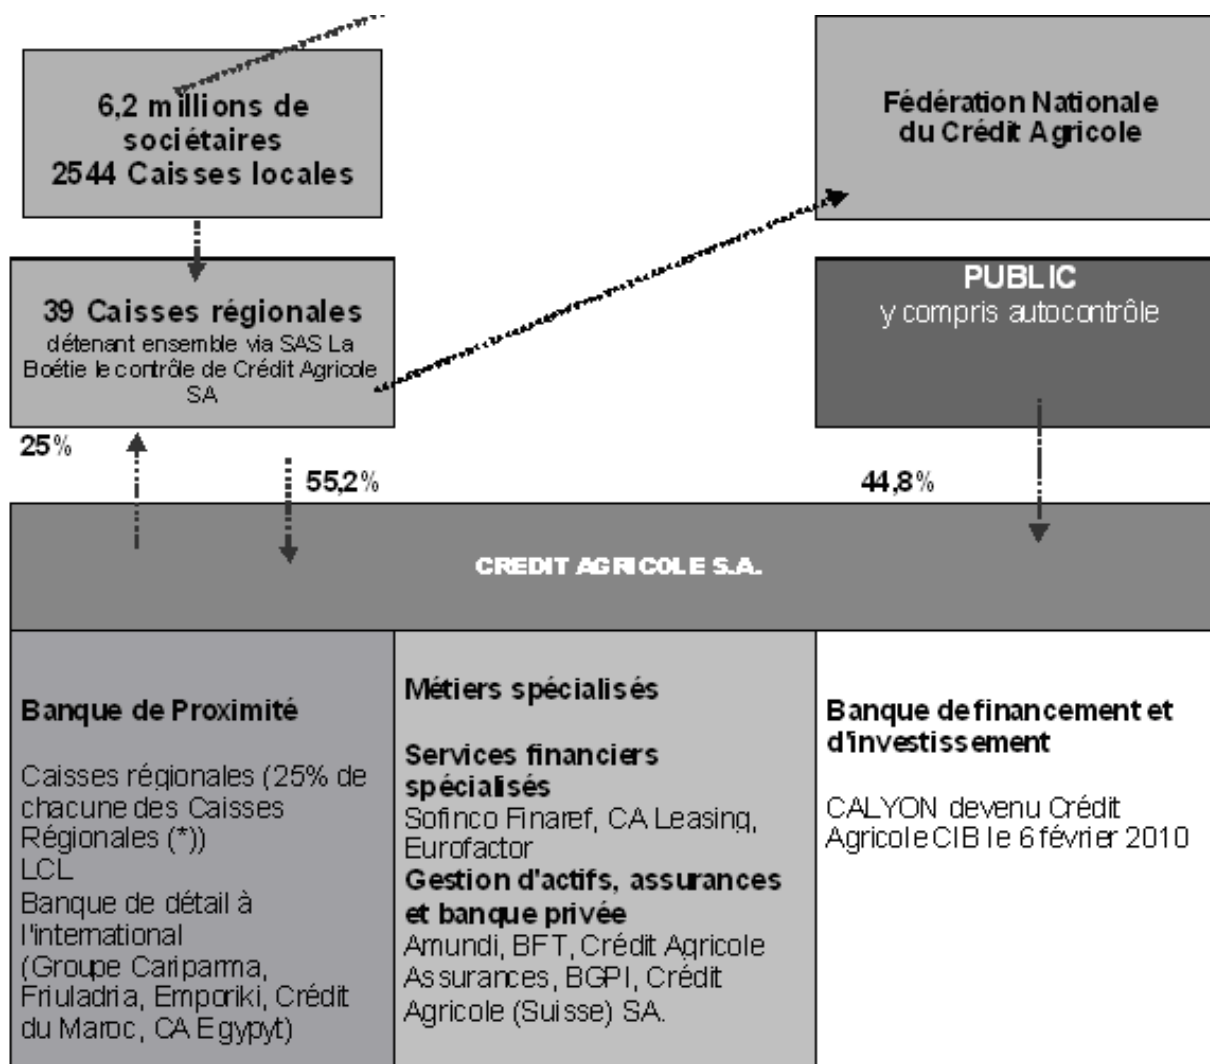 6,2 millions de
sociétaires
2544 Caisses locales
Fédération Nationale
du Crédit Agricole
39 Caisses régionales
détenant ensemble via SAS La
Boétie le contrôle de Crédit Agricole
SA
PUBLIC
y compris autocontrôle
25%
55,2%
44,8%
CREDIT AGRICOLE S.A.
Banque de Proximité
Caisses régionales (25% de
chacune des Caisses
Régionales (*))
LCL
Banque de détail à
l'international
(Groupe Cariparma,
Friuladria, Emporiki, Crédit
du Maroc, CA Egypyt)
Métiers spécialisés
Services financiers
spécialisés
Sofinco Finaref, CA Leasing,
Eurofactor
Gestion d'actifs, assurances
et banque privée
Amundi, BFT, Crédit Agricole
Assurances, BGPI, Crédit
Agricole (Suisse) SA.
Banque de financement et
d'investissement
CALYON devenu Crédit
Agricole CIB le 6 février 2010